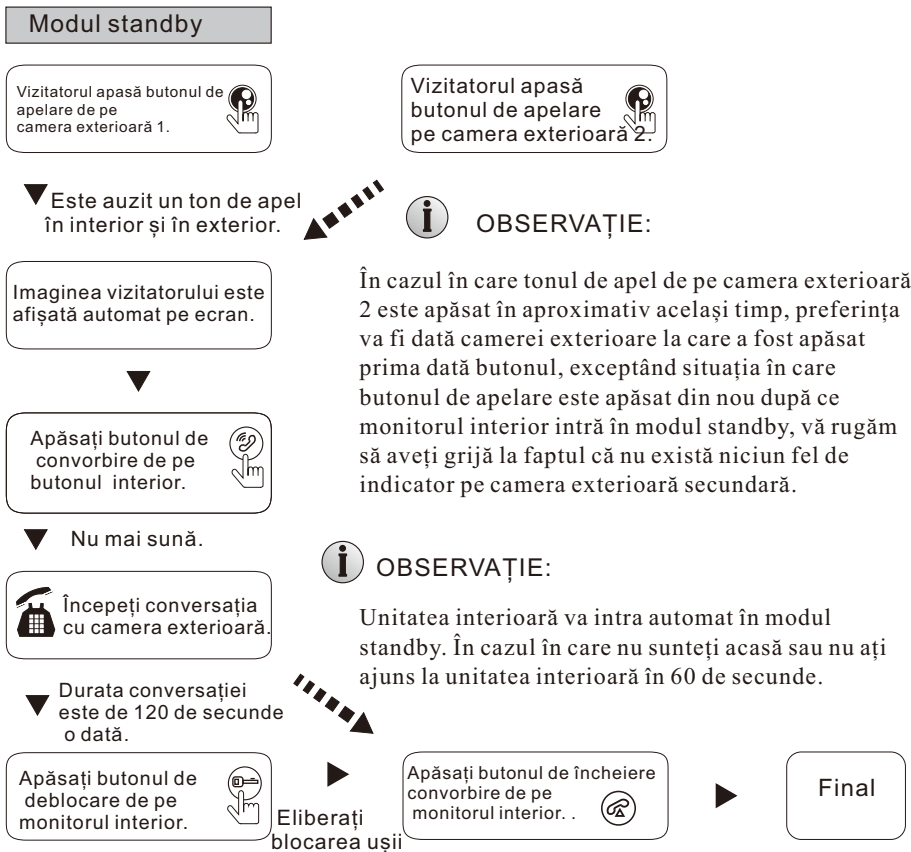 Modul standby
Vizitatorul apasă butonul de
apelare de pe
camera exterioară 1.
Vizitatorul apasă
butonul de apelare
pe camera exterioară 2.
Este auzit un ton de apel
în interior și în exterior.
OBSERVAȚIE:
Imaginea vizitatorului este
afișată automat pe ecran.
În cazul în care tonul de apel de pe camera exterioară
2 este apăsat în aproximativ același timp, preferința
va fi dată camerei exterioare la care a fost apăsat
prima dată butonul, exceptând situația în care
butonul de apelare este apăsat din nou după ce
monitorul interior intră în modul standby, vă rugăm
să aveți grijă la faptul că nu există niciun fel de
indicator pe camera exterioară secundară.
Apăsați butonul de
convorbire de pe
butonul interior.
Nu mai sună.
OBSERVAȚIE:
Începeți conversația
cu camera exterioară.
Unitatea interioară va intra automat în modul
standby. În cazul în care nu sunteți acasă sau nu ați
ajuns la unitatea interioară în 60 de secunde.
Durata conversației
este de 120 de secunde
o dată.
Apăsați butonul de
deblocare de pe
monitorul interior.
Eliberați
blocarea ușii
Apăsați butonul de încheiere
convorbire de pe
monitorul interior. .
Final